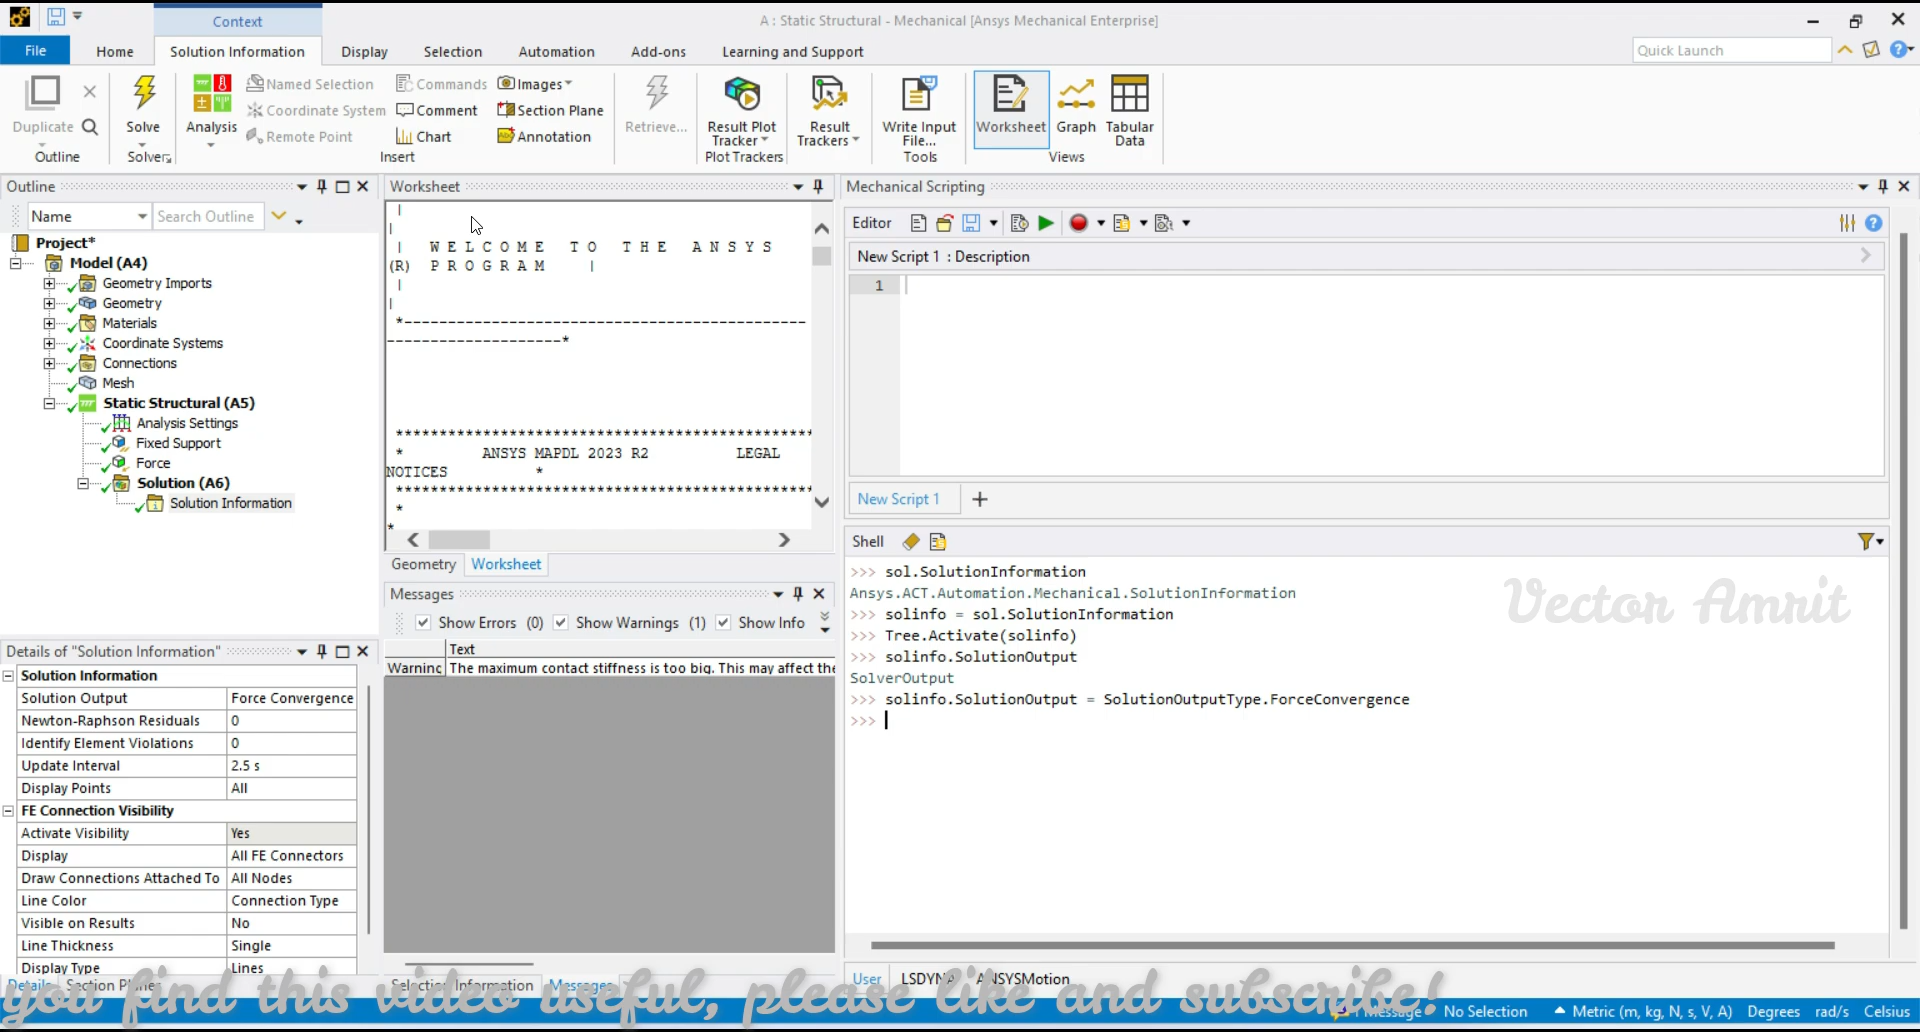 Context
A : Static Structural - Mechanical [Ansys Mechanical Enterprise]
File Home Solution Information Display Selection Automation Add-ons Learning and Support
Quick Launch
Duplicate
Outline
Solve
Solver
Analysis
Named Selection
Coordinate System
Remote Point
Commands
Comment
Chart
Images
Section Plane
Annotation
Insert
Retrieve...
Result Plot Tracker
Plot Trackers
Result Trackers
Write Input File...
Tools
Worksheet
Graph
Tabular Data
Views
Outline
Name
Search Outline
Project*
Model (A4)
Geometry Imports
Geometry
Materials
Coordinate Systems
Connections
Mesh
Static Structural (A5)
Analysis Settings
Fixed Support
Force
Solution (A6)
Solution Information
Details of "Solution Information"
Solution Information
Solution Output Force Convergence
Newton-Raphson Residuals 0
Identify Element Violations 0
Update Interval 2.5 s
Display Points All
FE Connection Visibility
Activate Visibility Yes
Display All FE Connectors
Draw Connections Attached To All Nodes
Line Color Connection Type
Visible on Results No
Line Thickness Single
Display Type Lines
Worksheet
|
|
| W E L C O M E T O T H E A N S Y S
(R) P R O G R A M |
|
|
*----------------------------------------------
--------------------*
***********************************************
* ANSYS MAPDL 2023 R2 LEGAL
NOTICES *
***********************************************
*
*
Geometry Worksheet
Messages
Show Errors (0) Show Warnings (1) Show Info
Text
Warning The maximum contact stiffness is too big. This may affect the
Selection Information Messages
Mechanical Scripting
Editor
New Script 1 : Description
1
New Script 1 +
Shell
>>> sol.SolutionInformation
Ansys.ACT.Automation.Mechanical.SolutionInformation
>>> solinfo = sol.SolutionInformation
>>> Tree.Activate(solinfo)
>>> solinfo.SolutionOutput
SolverOutput
>>> solinfo.SolutionOutput = SolutionOutputType.ForceConvergence
>>>
Vector Amrit
User LSDYNA ANSYSMotion
Details Section Planes
you find this video useful, please like and subscribe!
1 Message No Selection Metric (m, kg, N, s, V, A) Degrees rad/s Celsius